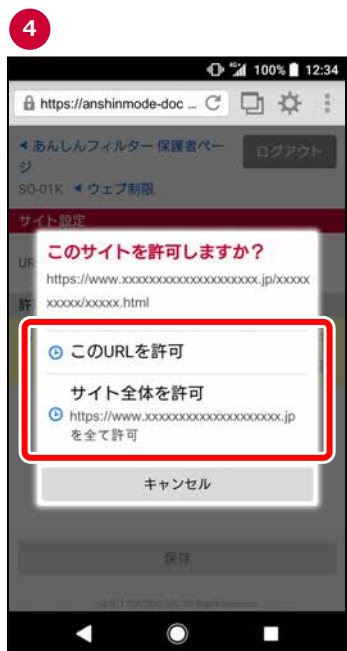 4
100% 12:34
https://anshinmode-doc ...
◀ あんしんフィルター 保護者ペー
ジ
ログアウト
SO-01K ◀ ウェブ制限
サイト設定
このサイトを許可しますか?
https://www.xxxxxxxxxxxxxxxxxxxx.jp/xxxxx
xxxxx/xxxxx.html
このURLを許可
サイト全体を許可
https://www.xxxxxxxxxxxxxxxxxxxx.jp
を全て許可
キャンセル
保存